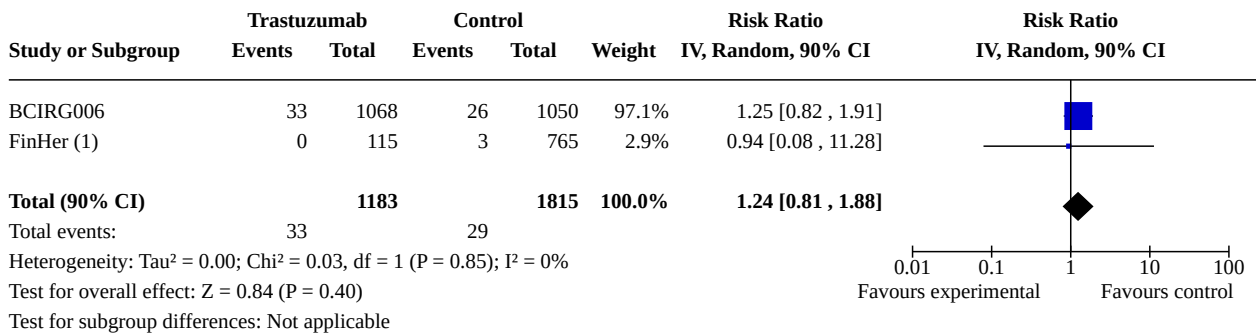 Trastuzumab Control Risk Ratio Risk Ratio
Study or Subgroup Events Total Events Total Weight IV, Random, 90% CI IV, Random, 90% CI
BCIRG006 33 1068 26 1050 97.1% 1.25 [0.82 , 1.91]
FinHer (1) 0 115 3 765 2.9% 0.94 [0.08 , 11.28]
Total (90% CI) 1183 1815 100.0% 1.24 [0.81 , 1.88]
Total events: 33 29
Heterogeneity: Tau² = 0.00; Chi² = 0.03, df = 1 (P = 0.85); I² = 0%
0.01 0.1 1 10 100
Test for overall effect: Z = 0.84 (P = 0.40) Favours experimental Favours control
Test for subgroup differences: Not applicable